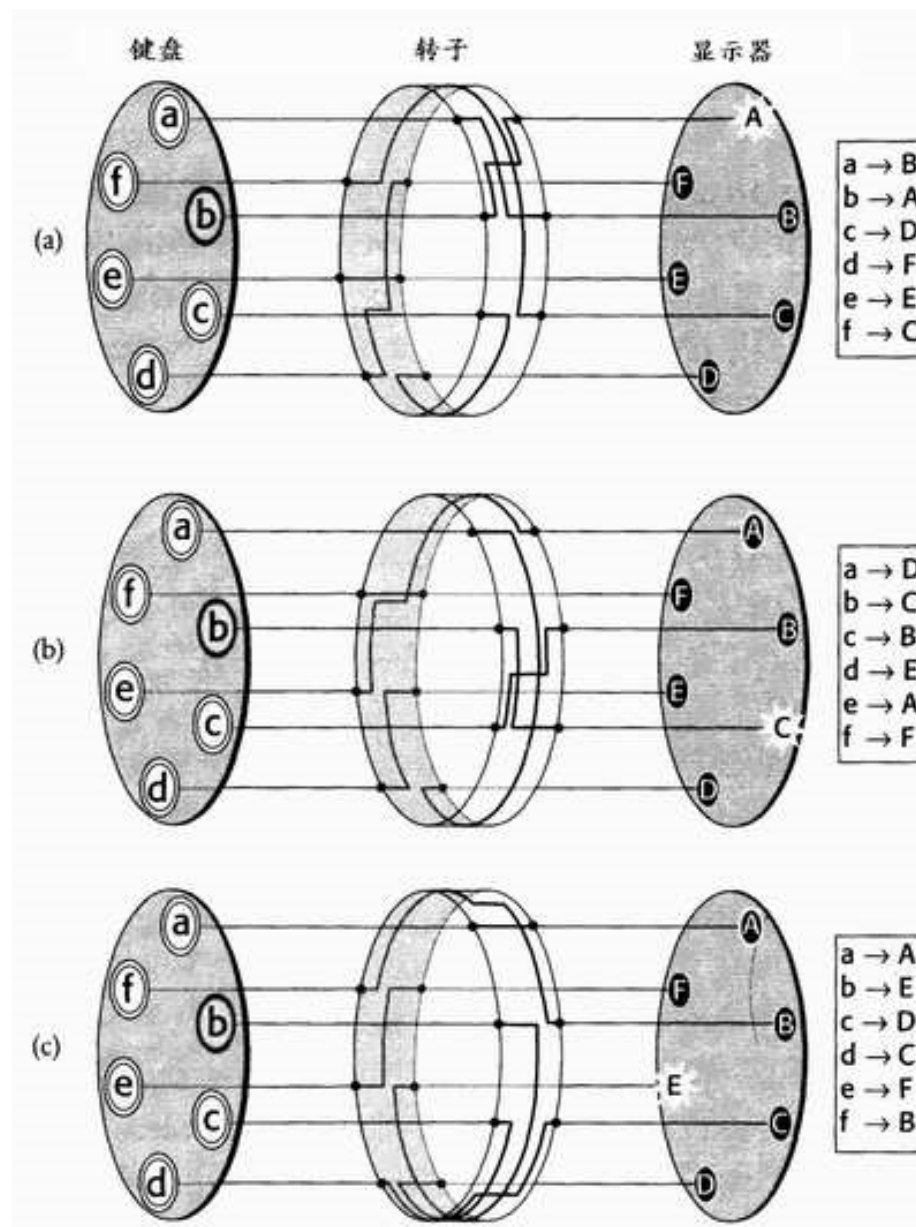 键盘 转子 显示器
(a)
a
f
b
e
c
d
A
F
B
E
C
D
a → B
b → A
c → D
d → F
e → E
f → C
(b)
a
f
b
e
c
d
A
F
B
E
C
D
a → D
b → C
c → B
d → E
e → A
f → F
(c)
a
f
b
e
c
d
A
F
B
E
C
D
a → A
b → E
c → D
d → C
e → F
f → B